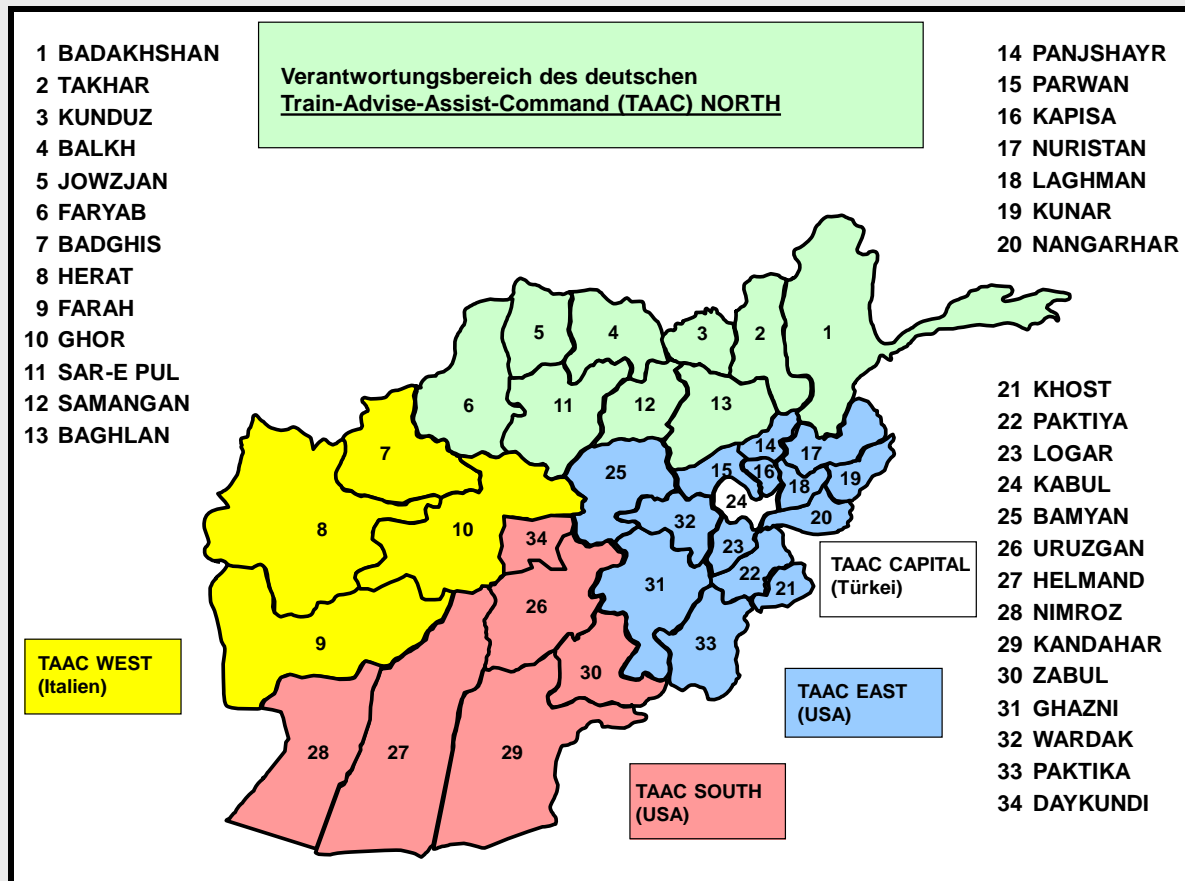 1 BADAKHSHAN
2 TAKHAR
3 KUNDUZ
4 BALKH
5 JOWZJAN
6 FARYAB
7 BADGHIS
8 HERAT
9 FARAH
10 GHOR
11 SAR-E PUL
12 SAMANGAN
13 BAGHLAN
Verantwortungsbereich des deutschen
Train-Advise-Assist-Command (TAAC) NORTH
14 PANJSHAYR
15 PARWAN
16 KAPISA
17 NURISTAN
18 LAGHMAN
19 KUNAR
20 NANGARHAR
5
4
3
2
1
6
11
12
13
7
25
15
14
16
17
18
19
8
10
34
32
24
20
23
22
21
31
26
9
30
33
28
27
29
TAAC WEST
(Italien)
TAAC CAPITAL
(Türkei)
TAAC EAST
(USA)
TAAC SOUTH
(USA)
21 KHOST
22 PAKTIYA
23 LOGAR
24 KABUL
25 BAMYAN
26 URUZGAN
27 HELMAND
28 NIMROZ
29 KANDAHAR
30 ZABUL
31 GHAZNI
32 WARDAK
33 PAKTIKA
34 DAYKUNDI